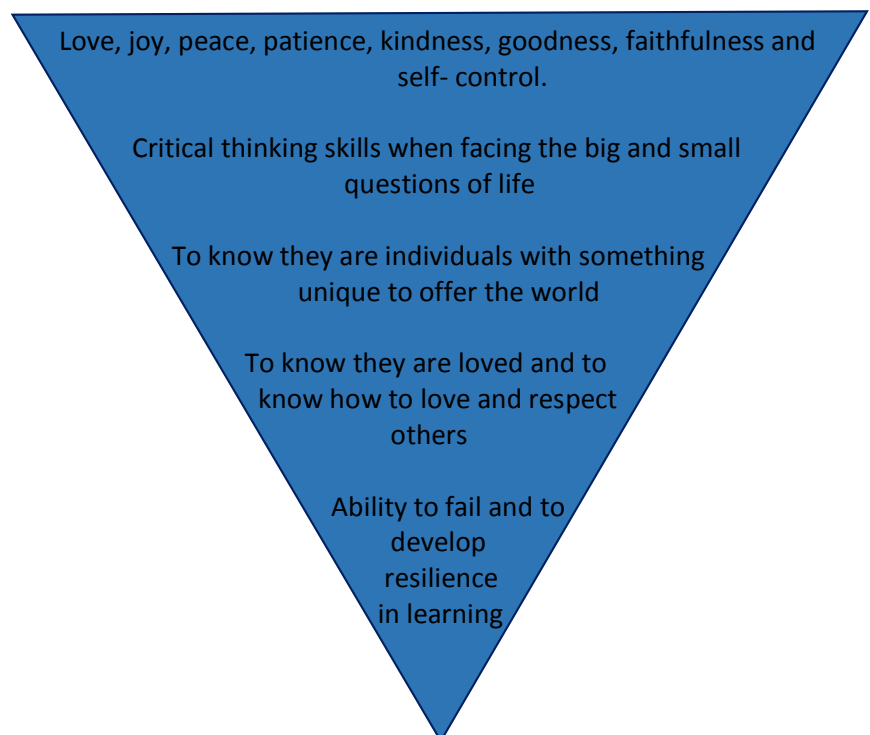 Love, joy, peace, patience, kindness, goodness, faithfulness and
self- control.
Critical thinking skills when facing the big and small
questions of life
To know they are individuals with something
unique to offer the world
To know they are loved and to
know how to love and respect
others
Ability to fail and to
develop
resilience
in learning